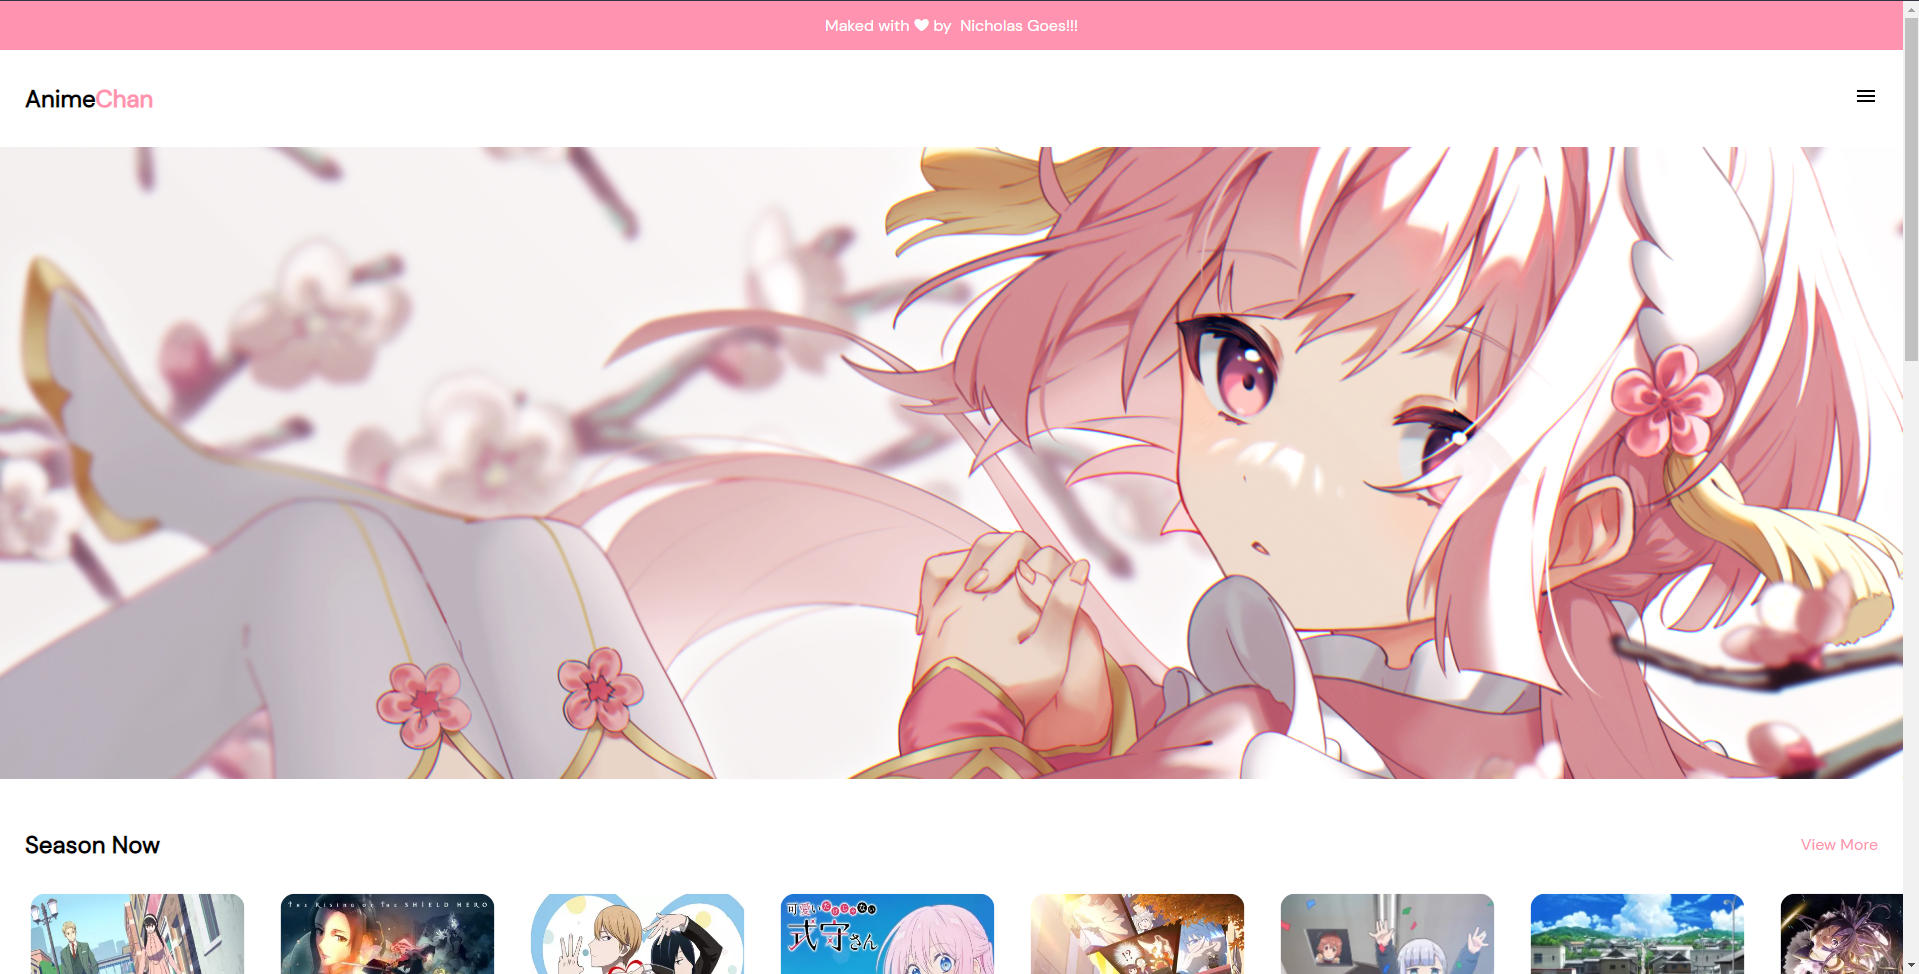 Maked with ❤ by  Nicholas Goes!!!
AnimeChan
Season Now
View More
THE RISING OF THE SHIELD HERO
可愛いだけじゃない
式守さん